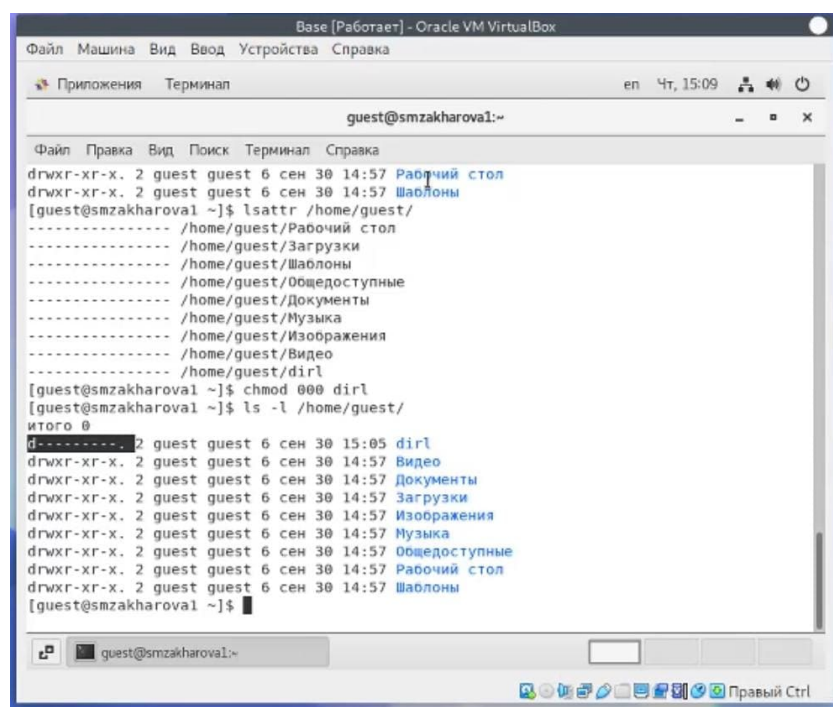 Base [Работает] - Oracle VM VirtualBox
Файл Машина Вид Ввод Устройства Справка
Приложения Терминал en Чт, 15:09
guest@smzakharova1:~
Файл Правка Вид Поиск Терминал Справка
drwxr-xr-x. 2 guest guest 6 сен 30 14:57 Рабочий стол
drwxr-xr-x. 2 guest guest 6 сен 30 14:57 Шаблоны
[guest@smzakharova1 ~]$ lsattr /home/guest/
---------------- /home/guest/Рабочий стол
---------------- /home/guest/Загрузки
---------------- /home/guest/Шаблоны
---------------- /home/guest/Общедоступные
---------------- /home/guest/Документы
---------------- /home/guest/Музыка
---------------- /home/guest/Изображения
---------------- /home/guest/Видео
---------------- /home/guest/dirl
[guest@smzakharova1 ~]$ chmod 000 dirl
[guest@smzakharova1 ~]$ ls -l /home/guest/
итого 0
d---------. 2 guest guest 6 сен 30 15:05 dirl
drwxr-xr-x. 2 guest guest 6 сен 30 14:57 Видео
drwxr-xr-x. 2 guest guest 6 сен 30 14:57 Документы
drwxr-xr-x. 2 guest guest 6 сен 30 14:57 Загрузки
drwxr-xr-x. 2 guest guest 6 сен 30 14:57 Изображения
drwxr-xr-x. 2 guest guest 6 сен 30 14:57 Музыка
drwxr-xr-x. 2 guest guest 6 сен 30 14:57 Общедоступные
drwxr-xr-x. 2 guest guest 6 сен 30 14:57 Рабочий стол
drwxr-xr-x. 2 guest guest 6 сен 30 14:57 Шаблоны
[guest@smzakharova1 ~]$
guest@smzakharova1:~
Правый Ctrl